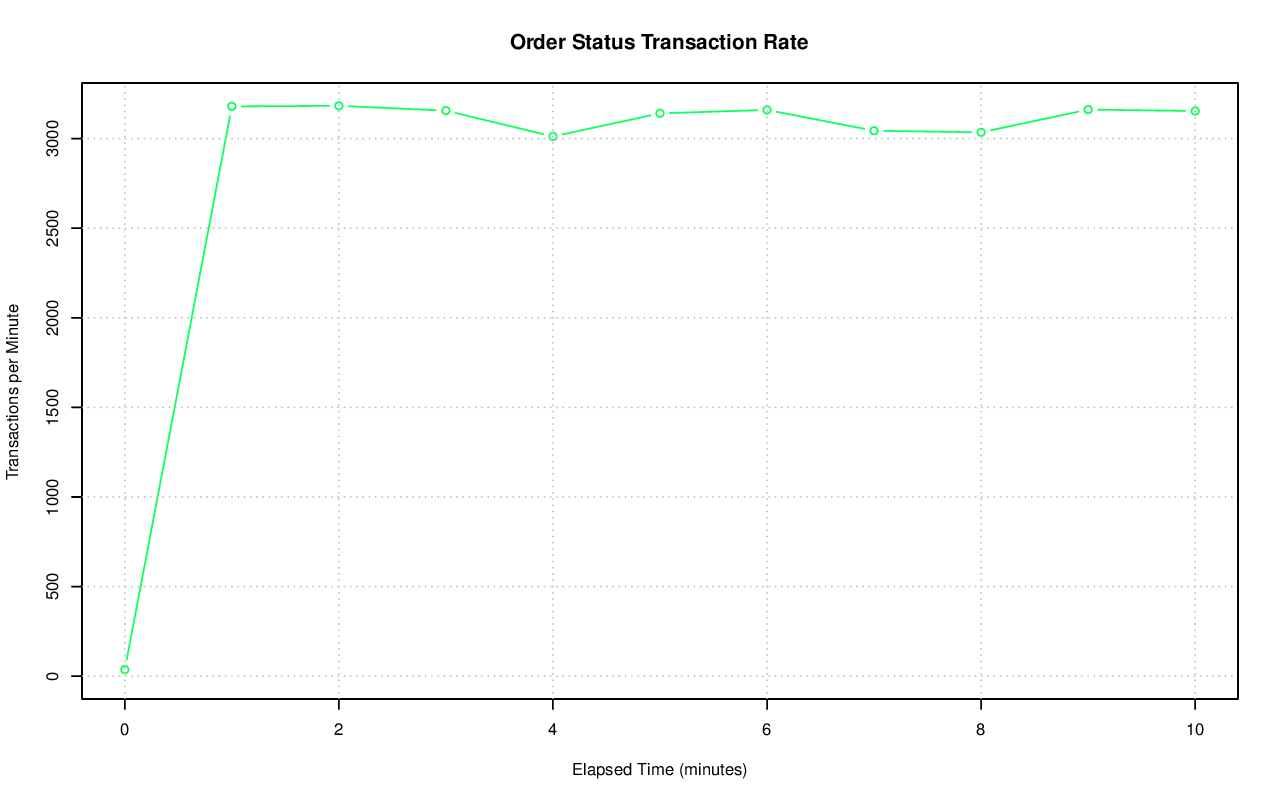 Order Status Transaction Rate
Transactions per Minute
3000
2500
2000
1500
1000
500
0
0 2 4 6 8 10
Elapsed Time (minutes)